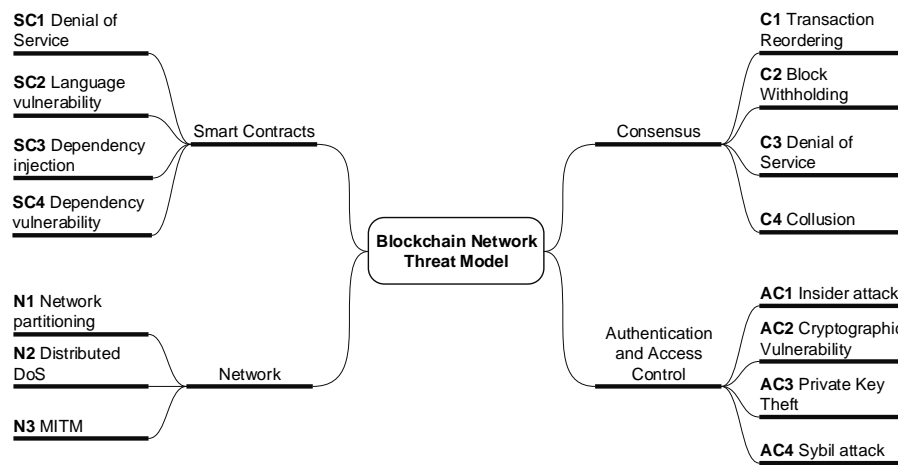 SC1 Denial of
Service
SC2 Language
vulnerability
SC3 Dependency
injection
SC4 Dependency
vulnerability
Smart Contracts
N1 Network
partitioning
N2 Distributed
DoS
N3 MITM
Network
Blockchain Network
Threat Model
Consensus
C1 Transaction
Reordering
C2 Block
Withholding
C3 Denial of
Service
C4 Collusion
Authentication
and Access
Control
AC1 Insider attack
AC2 Cryptographic
Vulnerability
AC3 Private Key
Theft
AC4 Sybil attack